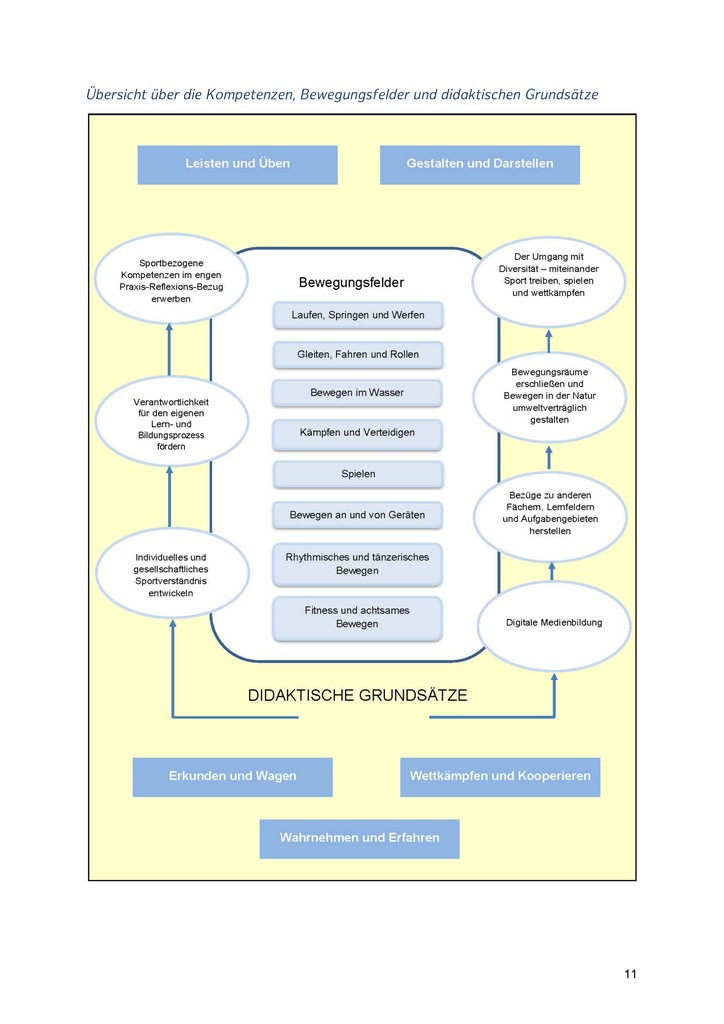 Übersicht über die Kompetenzen, Bewegungsfelder und didaktischen Grundsätze
Leisten und Üben
Gestalten und Darstellen
Sportbezogene
Kompetenzen im engen
Praxis-Reflexions-Bezug
erwerben
Verantwortlichkeit
für den eigenen
Lern- und
Bildungsprozess
fördern
Individuelles und
gesellschaftliches
Sportverständnis
entwickeln
Bewegungsfelder
Laufen, Springen und Werfen
Gleiten, Fahren und Rollen
Bewegen im Wasser
Kämpfen und Verteidigen
Spielen
Bewegen an und von Geräten
Rhythmisches und tänzerisches
Bewegen
Fitness und achtsames
Bewegen
Der Umgang mit
Diversität – miteinander
Sport treiben, spielen
und wettkämpfen
Bewegungsräume
erschließen und
Bewegen in der Natur
umweltverträglich
gestalten
Bezüge zu anderen
Fächern, Lernfeldern
und Aufgabengebieten
herstellen
Digitale Medienbildung
DIDAKTISCHE GRUNDSÄTZE
Erkunden und Wagen
Wettkämpfen und Kooperieren
Wahrnehmen und Erfahren
11